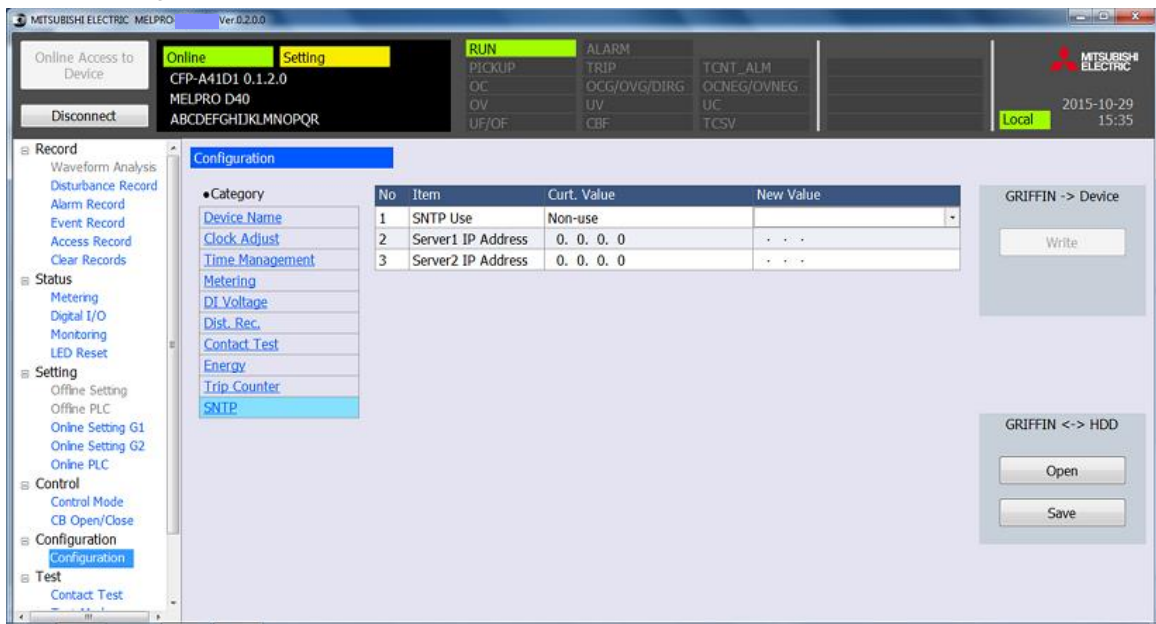 MITSUBISHI ELECTRIC MELPRO Ver.0.2.0.0
Online Access to Device
Disconnect
Online Setting
CFP-A41D1 0.1.2.0
MELPRO D40
ABCDEFGHIJKLMNOPQR
RUN ALARM
PICKUP TRIP TCNT_ALM
OC OCG/OVG/DIRG OCNEG/OVNEG
OV UV UC
UF/OF CBF TCSV
MITSUBISHI
ELECTRIC
2015-10-29
Local 15:35
Record
Waveform Analysis
Disturbance Record
Alarm Record
Event Record
Access Record
Clear Records
Status
Metering
Digital I/O
Monitoring
LED Reset
Setting
Offline Setting
Offline PLC
Online Setting G1
Online Setting G2
Online PLC
Control
Control Mode
CB Open/Close
Configuration
Configuration
Test
Contact Test
Configuration
●Category
Device Name
Clock Adjust
Time Management
Metering
DI Voltage
Dist. Rec.
Contact Test
Energy
Trip Counter
SNTP
No Item Curt. Value New Value
1 SNTP Use Non-use
2 Server1 IP Address 0. 0. 0. 0 . . .
3 Server2 IP Address 0. 0. 0. 0 . . .
GRIFFIN -> Device
Write
GRIFFIN <-> HDD
Open
Save